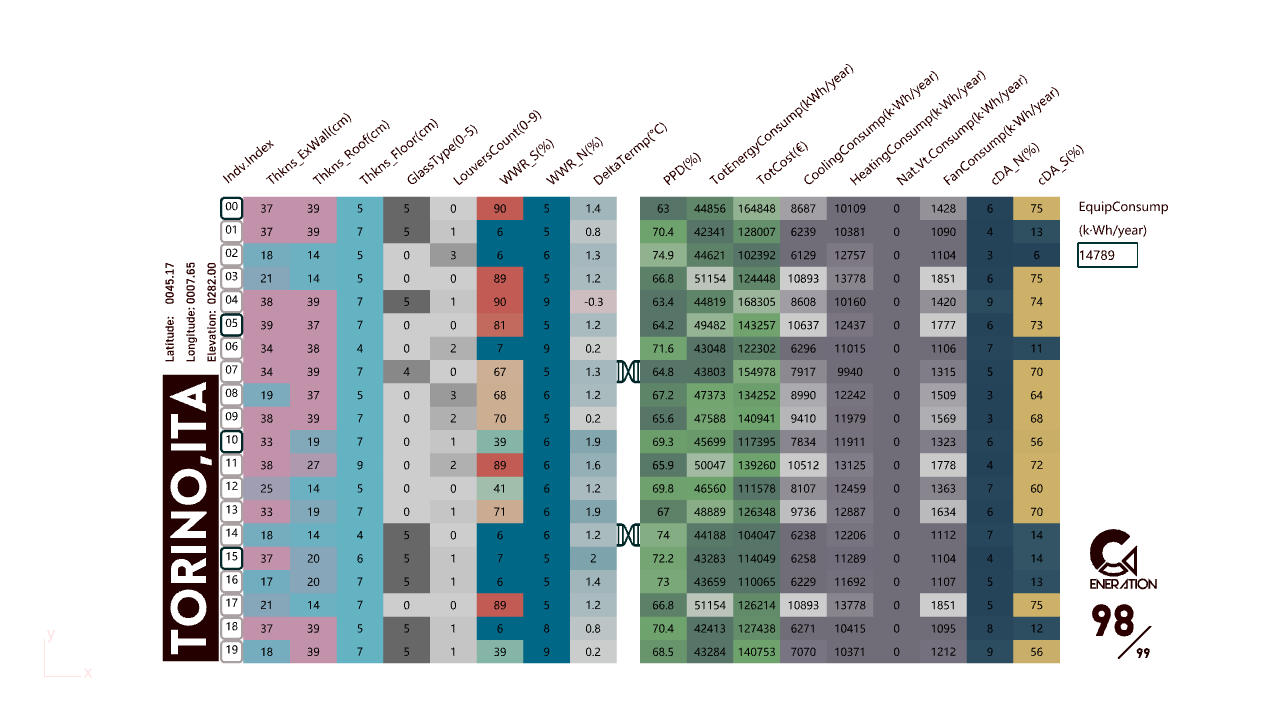 Indv.Index Thkns_ExWall(cm) Thkns_Roof(cm) Thkns_Floor(cm) GlassType(0-5) LouversCount(0-9) WWR_S(%) WWR_N(%) DeltaTermp(°C) PPD(%) TotEnergyConsump(kWh/year) TotCost(€) CoolingConsump(k·Wh/year) HeatingConsump(k·Wh/year) Nat.Vt.Consump(k·Wh/year) FanConsump(k·Wh/year) cDA_N(%) cDA_S(%)
00 37 39 5 5 0 90 5 1.4 63 44856 164848 8687 10109 0 1428 6 75
01 37 39 7 5 1 6 5 0.8 70.4 42341 128007 6239 10381 0 1090 4 13
02 18 14 5 0 3 6 6 1.3 74.9 44621 102392 6129 12757 0 1104 3 6
03 21 14 5 0 0 89 5 1.2 66.8 51154 124448 10893 13778 0 1851 6 75
04 38 39 7 5 1 90 9 -0.3 63.4 44819 168305 8608 10160 0 1420 9 74
05 39 37 7 0 0 81 5 1.2 64.2 49482 143257 10637 12437 0 1777 6 73
06 34 38 4 0 2 7 9 0.2 71.6 43048 122302 6296 11015 0 1106 7 11
07 34 39 7 4 0 67 5 1.3 64.8 43803 154978 7917 9940 0 1315 5 70
08 19 37 5 0 3 68 6 1.2 67.2 47373 134252 8990 12242 0 1509 3 64
09 38 39 7 0 2 70 5 0.2 65.6 47588 140941 9410 11979 0 1569 3 68
10 33 19 7 0 1 39 6 1.9 69.3 45699 117395 7834 11911 0 1323 6 56
11 38 27 9 0 2 89 6 1.6 65.9 50047 139260 10512 13125 0 1778 4 72
12 25 14 5 0 0 41 6 1.2 69.8 46560 111578 8107 12459 0 1363 7 60
13 33 19 7 0 1 71 6 1.9 67 48889 126348 9736 12887 0 1634 6 70
14 18 14 4 5 0 6 6 1.2 74 44188 104047 6238 12206 0 1112 7 14
15 37 20 6 5 1 7 5 2 72.2 43283 114049 6258 11289 0 1104 4 14
16 17 20 7 5 1 6 5 1.4 73 43659 110065 6229 11692 0 1107 5 13
17 21 14 7 0 0 89 5 1.2 66.8 51154 126214 10893 13778 0 1851 5 75
18 37 39 5 5 1 6 8 0.8 70.4 42413 127438 6271 10415 0 1095 8 12
19 18 39 7 5 1 39 9 0.2 68.5 43284 140753 7070 10371 0 1212 9 56
Latitude: 0045.17
Longitude: 0007.65
Elevation: 0282.00
TORINO,ITA
EquipConsump
(k·Wh/year)
14789
GENERATION
98/99
y
x